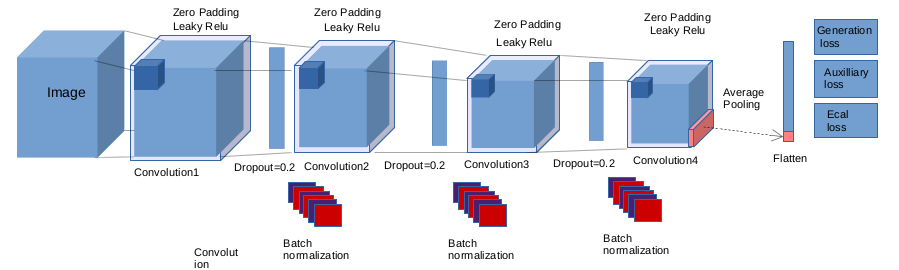 Zero Padding
Leaky Relu
Zero Padding
Leaky Relu
Zero Padding
Leaky Relu
Zero Padding
Leaky Relu
Image
Generation
loss
Auxilliary
loss
Ecal
loss
Average
Pooling
Flatten
Convolution1
Dropout=0.2
Convolution2
Dropout=0.2
Convolution3
Dropout=0.2
Convolution4
Convolut
ion
Batch
normalization
Batch
normalization
Batch
normalization